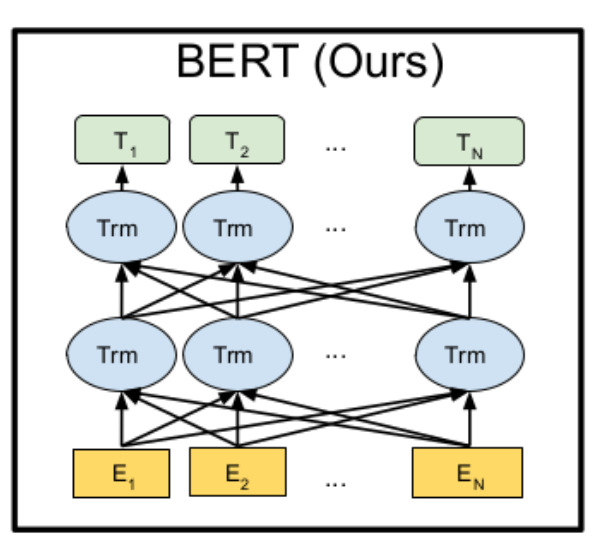 BERT (Ours)
T1 T2 ... TN
Trm Trm ... Trm
Trm Trm ... Trm
E1 E2 ... EN